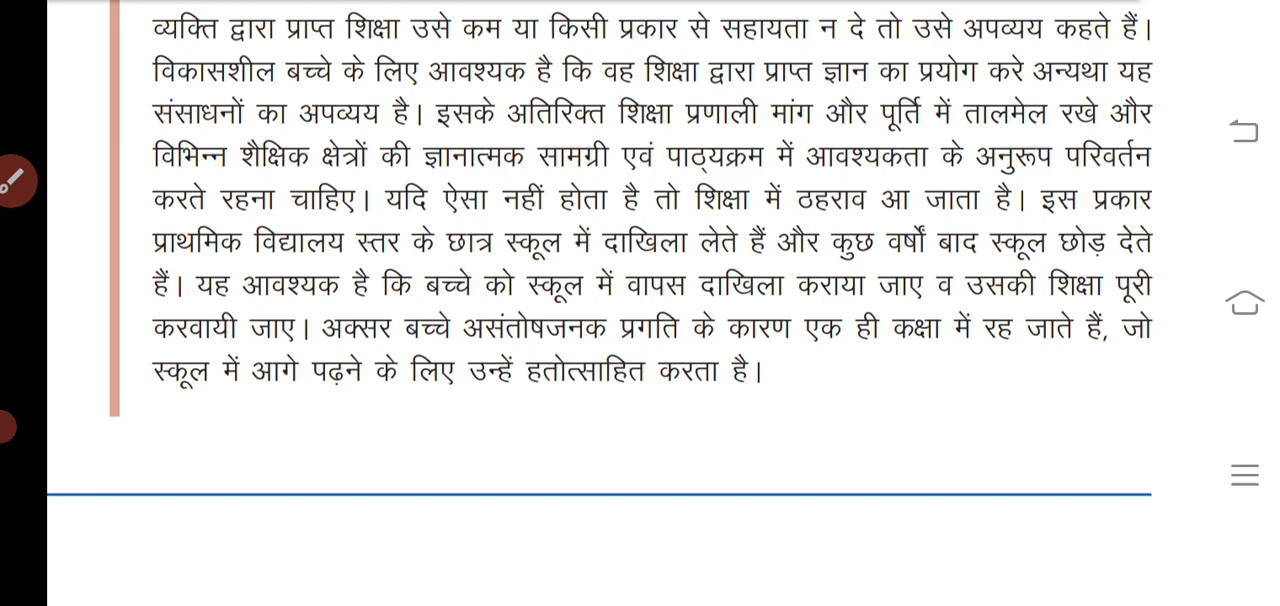 व्यक्ति द्वारा प्राप्त शिक्षा उसे कम या किसी प्रकार से सहायता न दे तो उसे अपव्यय कहते हैं।
विकासशील बच्चे के लिए आवश्यक है कि वह शिक्षा द्वारा प्राप्त ज्ञान का प्रयोग करे अन्यथा यह
संसाधनों का अपव्यय है। इसके अतिरिक्त शिक्षा प्रणाली मांग और पूर्ति में तालमेल रखे और
विभिन्न शैक्षिक क्षेत्रों की ज्ञानात्मक सामग्री एवं पाठ्यक्रम में आवश्यकता के अनुरूप परिवर्तन
करते रहना चाहिए। यदि ऐसा नहीं होता है तो शिक्षा में ठहराव आ जाता है। इस प्रकार
प्राथमिक विद्यालय स्तर के छात्र स्कूल में दाखिला लेते हैं और कुछ वर्षों बाद स्कूल छोड़ देते
हैं। यह आवश्यक है कि बच्चे को स्कूल में वापस दाखिला कराया जाए व उसकी शिक्षा पूरी
करवायी जाए। अक्सर बच्चे असंतोषजनक प्रगति के कारण एक ही कक्षा में रह जाते हैं, जो
स्कूल में आगे पढ़ने के लिए उन्हें हतोत्साहित करता है।